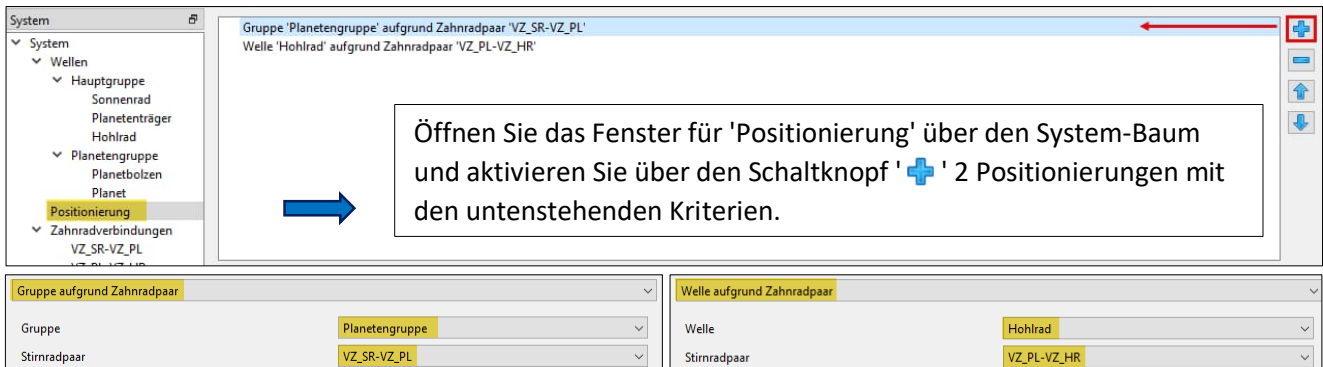 System
System
Wellen
Hauptgruppe
Sonnenrad
Planetenträger
Hohlrad
Planetengruppe
Planetbolzen
Planet
Positionierung
Zahnradverbindungen
VZ_SR-VZ_PL
VZ_PL-VZ_HR
Gruppe 'Planetengruppe' aufgrund Zahnradpaar 'VZ_SR-VZ_PL'
Welle 'Hohlrad' aufgrund Zahnradpaar 'VZ_PL-VZ_HR'
Öffnen Sie das Fenster für 'Positionierung' über den System-Baum
und aktivieren Sie über den Schaltknopf ' ' 2 Positionierungen mit
den untenstehenden Kriterien.
Gruppe aufgrund Zahnradpaar
Gruppe Planetengruppe
Stirnradpaar VZ_SR-VZ_PL
Welle aufgrund Zahnradpaar
Welle Hohlrad
Stirnradpaar VZ_PL-VZ_HR